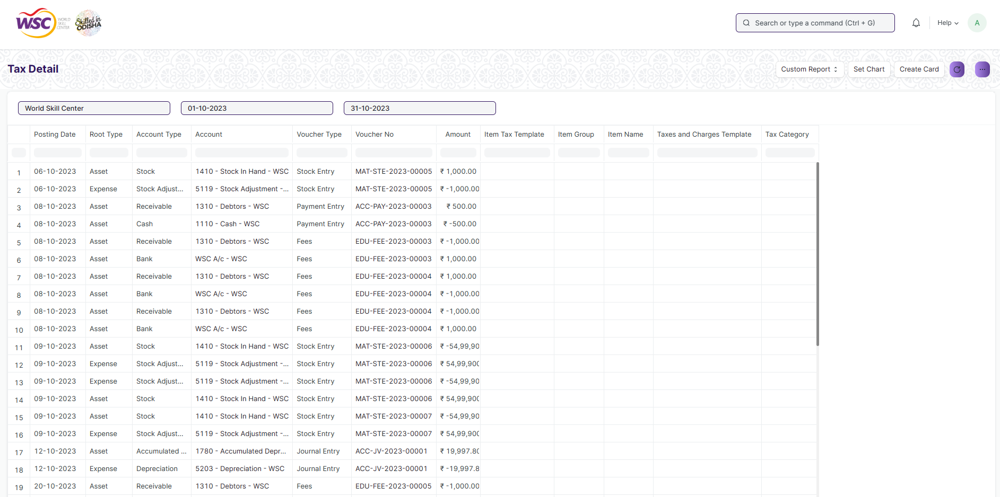 WSC WORLD SKILL CENTER Skilled in ODISHA
Search or type a command (Ctrl + G)
Help
A
Tax Detail
Custom Report
Set Chart
Create Card
World Skill Center
01-10-2023
31-10-2023
Posting Date Root Type Account Type Account Voucher Type Voucher No Amount Item Tax Template Item Group Item Name Taxes and Charges Template Tax Category
1 06-10-2023 Asset Stock 1410 - Stock In Hand - WSC Stock Entry MAT-STE-2023-00005 ₹ 1,000.00
2 06-10-2023 Expense Stock Adjust... 5119 - Stock Adjustment -... Stock Entry MAT-STE-2023-00005 ₹ -1,000.00
3 08-10-2023 Asset Receivable 1310 - Debtors - WSC Payment Entry ACC-PAY-2023-00003 ₹ 500.00
4 08-10-2023 Asset Cash 1110 - Cash - WSC Payment Entry ACC-PAY-2023-00003 ₹ -500.00
5 08-10-2023 Asset Receivable 1310 - Debtors - WSC Fees EDU-FEE-2023-00003 ₹ -1,000.00
6 08-10-2023 Asset Bank WSC A/c - WSC Fees EDU-FEE-2023-00003 ₹ 1,000.00
7 08-10-2023 Asset Receivable 1310 - Debtors - WSC Fees EDU-FEE-2023-00004 ₹ 1,000.00
8 08-10-2023 Asset Bank WSC A/c - WSC Fees EDU-FEE-2023-00004 ₹ -1,000.00
9 08-10-2023 Asset Receivable 1310 - Debtors - WSC Fees EDU-FEE-2023-00004 ₹ -1,000.00
10 08-10-2023 Asset Bank WSC A/c - WSC Fees EDU-FEE-2023-00004 ₹ 1,000.00
11 09-10-2023 Asset Stock 1410 - Stock In Hand - WSC Stock Entry MAT-STE-2023-00006 ₹ -54,99,90
12 09-10-2023 Expense Stock Adjust... 5119 - Stock Adjustment -... Stock Entry MAT-STE-2023-00006 ₹ 54,99,900
13 09-10-2023 Expense Stock Adjust... 5119 - Stock Adjustment -... Stock Entry MAT-STE-2023-00006 ₹ -54,99,90
14 09-10-2023 Asset Stock 1410 - Stock In Hand - WSC Stock Entry MAT-STE-2023-00006 ₹ 54,99,900
15 09-10-2023 Asset Stock 1410 - Stock In Hand - WSC Stock Entry MAT-STE-2023-00007 ₹ -54,99,90
16 09-10-2023 Expense Stock Adjust... 5119 - Stock Adjustment -... Stock Entry MAT-STE-2023-00007 ₹ 54,99,900
17 12-10-2023 Asset Accumulated ... 1780 - Accumulated Depr... Journal Entry ACC-JV-2023-00001 ₹ 19,997.80
18 12-10-2023 Expense Depreciation 5203 - Depreciation - WSC Journal Entry ACC-JV-2023-00001 ₹ -19,997.8
19 20-10-2023 Asset Receivable 1310 - Debtors - WSC Fees EDU-FEE-2023-00005 ₹ -1,000.00